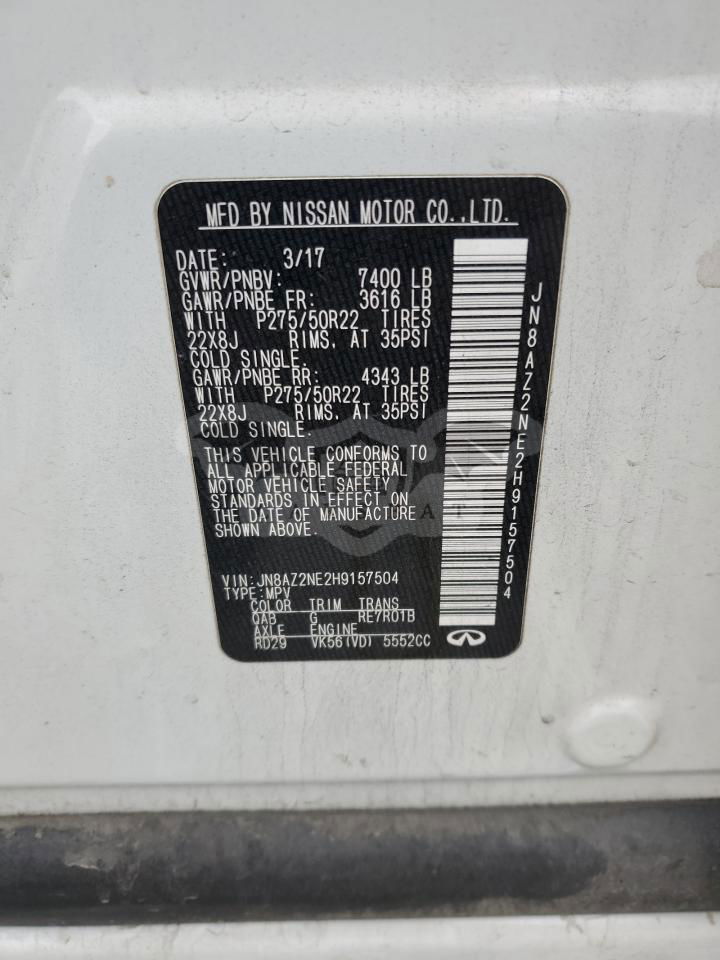 MFD BY NISSAN MOTOR CO.,LTD.
DATE: 3/17
GVWR/PNBV: 7400 LB
GAWR/PNBE FR: 3616 LB
WITH P275/50R22 TIRES
22X8J RIMS, AT 35PSI
COLD SINGLE.
GAWR/PNBE RR: 4343 LB
WITH P275/50R22 TIRES
22X8J RIMS, AT 35PSI
COLD SINGLE.
THIS VEHICLE CONFORMS TO
ALL APPLICABLE FEDERAL
MOTOR VEHICLE SAFETY
STANDARDS IN EFFECT ON
THE DATE OF MANUFACTURE
SHOWN ABOVE.
VIN:JN8AZ2NE2H9157504
TYPE:MPV
COLOR TRIM TRANS
QAB G RE7R01B
AXLE ENGINE
RD29 VK56(VD) 5552CC
JN8AZ2NE2H9157504